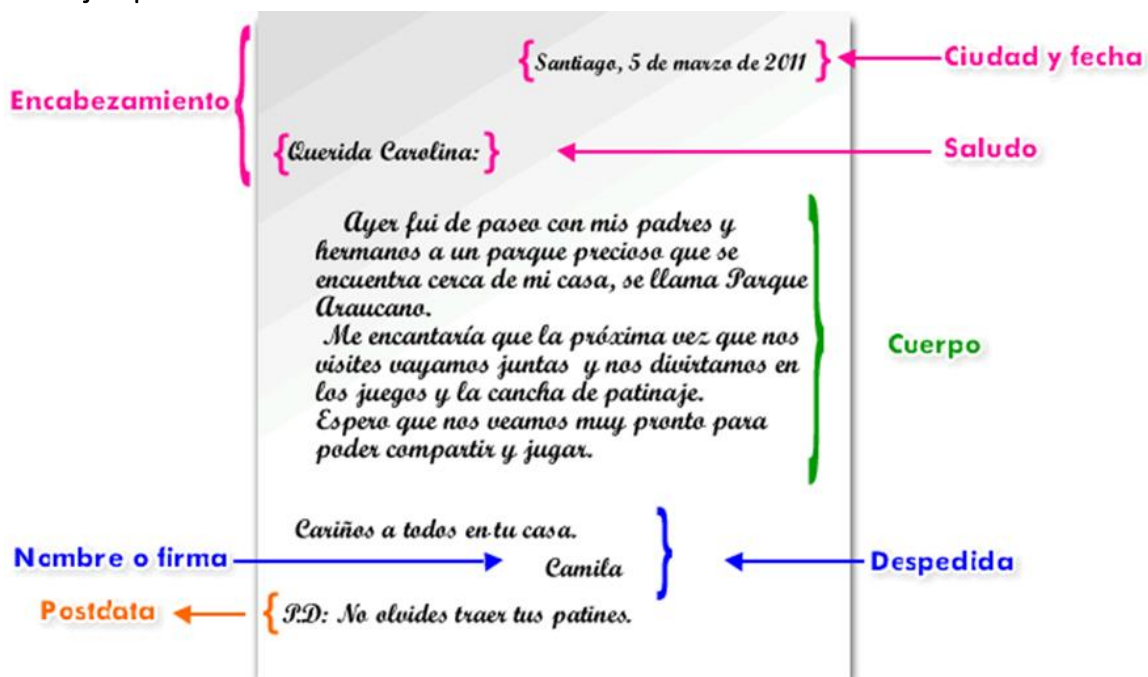 Santiago, 5 de marzo de 2011
Ciudad y fecha
Encabezamiento
Querida Carolina:
Saludo
Ayer fui de paseo con mis padres y
hermanos a un parque precioso que se
encuentra cerca de mi casa, se llama Parque
Araucano.
Me encantaría que la próxima vez que nos
visites vayamos juntas y nos divirtamos en
los juegos y la cancha de patinaje.
Espero que nos veamos muy pronto para
poder compartir y jugar.
Cuerpo
Cariños a todos en tu casa.
Nombre o firma
Camila
Despedida
Postdata
P.D: No olvides traer tus patines.